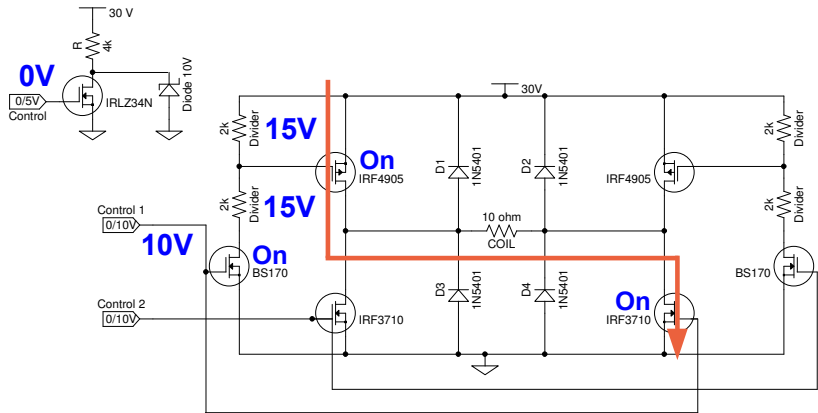 30 V
R
4k
0V
0/5V
Control
IRLZ34N
Diode 10V
30V
2k
Divider
15V
On
IRF4905
D1
1N5401
D2
1N5401
IRF4905
2k
Divider
2k
Divider
15V
2k
Divider
Control 1
0/10V
10V
On
BS170
10 ohm
COIL
BS170
Control 2
0/10V
IRF3710
D3
1N5401
D4
1N5401
On
IRF3710